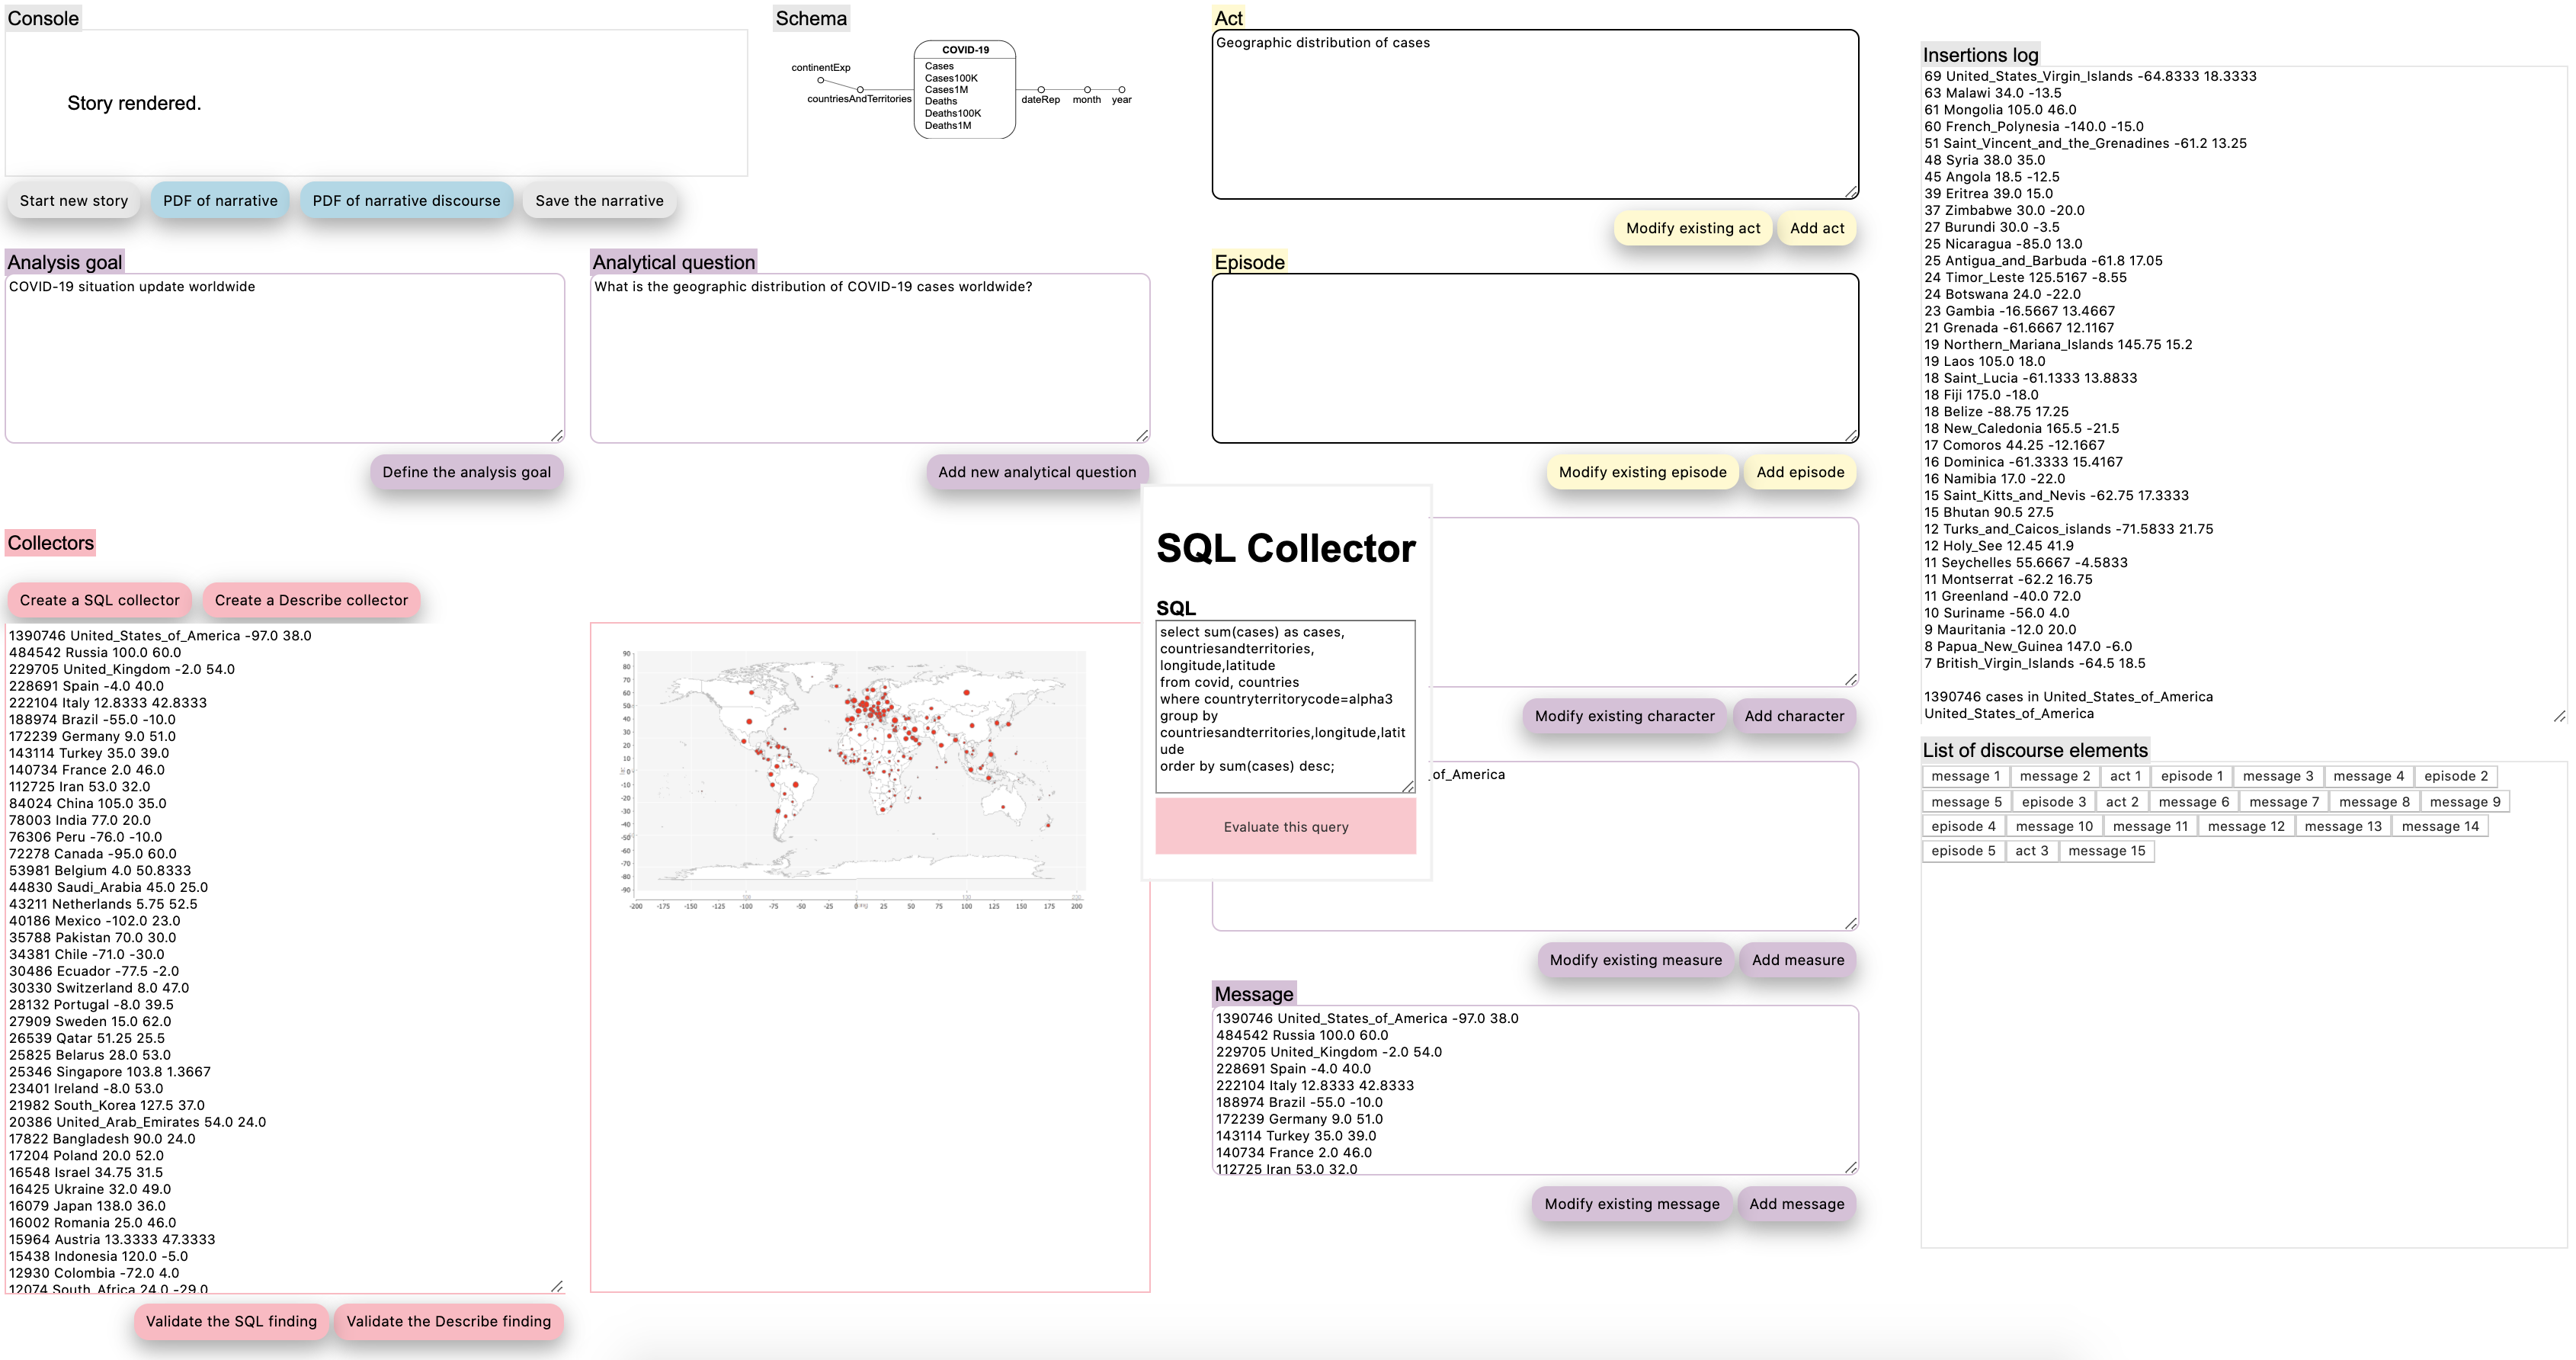 Console
Story rendered.
Start new story
PDF of narrative
PDF of narrative discourse
Save the narrative
Schema
COVID-19
Cases
Cases100K
Cases1M
Deaths
Deaths100K
Deaths1M
continentExp
countriesAndTerritories
dateRep
month
year
Analysis goal
COVID-19 situation update worldwide
Define the analysis goal
Analytical question
What is the geographic distribution of COVID-19 cases worldwide?
Add new analytical question
Collectors
Create a SQL collector
Create a Describe collector
1390746 United_States_of_America -97.0 38.0
484542 Russia 100.0 60.0
229705 United_Kingdom -2.0 54.0
228691 Spain -4.0 40.0
222104 Italy 12.8333 42.8333
188974 Brazil -55.0 -10.0
172239 Germany 9.0 51.0
143114 Turkey 35.0 39.0
140734 France 2.0 46.0
112725 Iran 53.0 32.0
84024 China 105.0 35.0
78003 India 77.0 20.0
76306 Peru -76.0 -10.0
72278 Canada -95.0 60.0
53981 Belgium 4.0 50.8333
44830 Saudi_Arabia 45.0 25.0
43211 Netherlands 5.75 52.5
40186 Mexico -102.0 23.0
35788 Pakistan 70.0 30.0
34381 Chile -71.0 -30.0
30486 Ecuador -77.5 -2.0
30330 Switzerland 8.0 47.0
28132 Portugal -8.0 39.5
27909 Sweden 15.0 62.0
26539 Qatar 51.25 25.5
25825 Belarus 28.0 53.0
25346 Singapore 103.8 1.3667
23401 Ireland -8.0 53.0
21982 South_Korea 127.5 37.0
20386 United_Arab_Emirates 54.0 24.0
17822 Bangladesh 90.0 24.0
17204 Poland 20.0 52.0
16548 Israel 34.75 31.5
16425 Ukraine 32.0 49.0
16079 Japan 138.0 36.0
16002 Romania 25.0 46.0
15964 Austria 13.3333 47.3333
15438 Indonesia 120.0 -5.0
12930 Colombia -72.0 4.0
12074 South_Africa 24.0 -29.0
Validate the SQL finding
Validate the Describe finding
90
80
70
60
50
40
30
20
10
0
-10
-20
-30
-40
-50
-60
-70
-80
-90
-200 -175 -150 -125 -100 -75 -50 -25 0 25 50 75 100 125 150 175 200
SQL Collector
SQL
select sum(cases) as cases,
countriesandterritories,
longitude,latitude
from covid, countries
where countryterritorycode=alpha3
group by
countriesandterritories,longitude,latit
ude
order by sum(cases) desc;
Evaluate this query
Act
Geographic distribution of cases
Modify existing act
Add act
Episode
Modify existing episode
Add episode
Modify existing character
Add character
of_America
Modify existing measure
Add measure
Message
1390746 United_States_of_America -97.0 38.0
484542 Russia 100.0 60.0
229705 United_Kingdom -2.0 54.0
228691 Spain -4.0 40.0
222104 Italy 12.8333 42.8333
188974 Brazil -55.0 -10.0
172239 Germany 9.0 51.0
143114 Turkey 35.0 39.0
140734 France 2.0 46.0
112725 Iran 53.0 32.0
Modify existing message
Add message
Insertions log
69 United_States_Virgin_Islands -64.8333 18.3333
63 Malawi 34.0 -13.5
61 Mongolia 105.0 46.0
60 French_Polynesia -140.0 -15.0
51 Saint_Vincent_and_the_Grenadines -61.2 13.25
48 Syria 38.0 35.0
45 Angola 18.5 -12.5
39 Eritrea 39.0 15.0
37 Zimbabwe 30.0 -20.0
27 Burundi 30.0 -3.5
25 Nicaragua -85.0 13.0
25 Antigua_and_Barbuda -61.8 17.05
24 Timor_Leste 125.5167 -8.55
24 Botswana 24.0 -22.0
23 Gambia -16.5667 13.4667
21 Grenada -61.6667 12.1167
19 Northern_Mariana_Islands 145.75 15.2
19 Laos 105.0 18.0
18 Saint_Lucia -61.1333 13.8833
18 Fiji 175.0 -18.0
18 Belize -88.75 17.25
18 New_Caledonia 165.5 -21.5
17 Comoros 44.25 -12.1667
16 Dominica -61.3333 15.4167
16 Namibia 17.0 -22.0
15 Saint_Kitts_and_Nevis -62.75 17.3333
15 Bhutan 90.5 27.5
12 Turks_and_Caicos_islands -71.5833 21.75
12 Holy_See 12.45 41.9
11 Seychelles 55.6667 -4.5833
11 Montserrat -62.2 16.75
11 Greenland -40.0 72.0
10 Suriname -56.0 4.0
9 Mauritania -12.0 20.0
8 Papua_New_Guinea 147.0 -6.0
7 British_Virgin_Islands -64.5 18.5
1390746 cases in United_States_of_America
United_States_of_America
List of discourse elements
message 1 message 2 act 1 episode 1 message 3 message 4 episode 2
message 5 episode 3 act 2 message 6 message 7 message 8 message 9
episode 4 message 10 message 11 message 12 message 13 message 14
episode 5 act 3 message 15